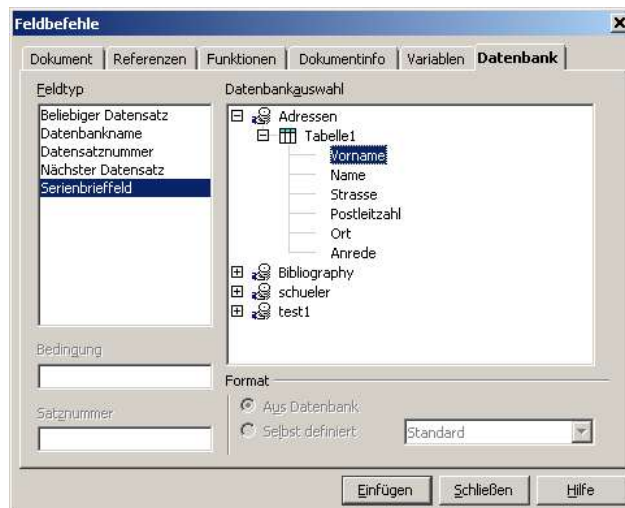 Feldbefehle
Dokument Referenzen Funktionen Dokumentinfo Variablen Datenbank
Feldtyp
Beliebiger Datensatz
Datenbankname
Datensatznummer
Nächster Datensatz
Serienbrieffeld
Bedingung
Satznummer
Datenbankauswahl
Adressen
Tabelle1
Vorname
Name
Strasse
Postleitzahl
Ort
Anrede
Bibliography
schueler
test1
Format
Aus Datenbank
Selbst definiert Standard
Einfügen Schließen Hilfe